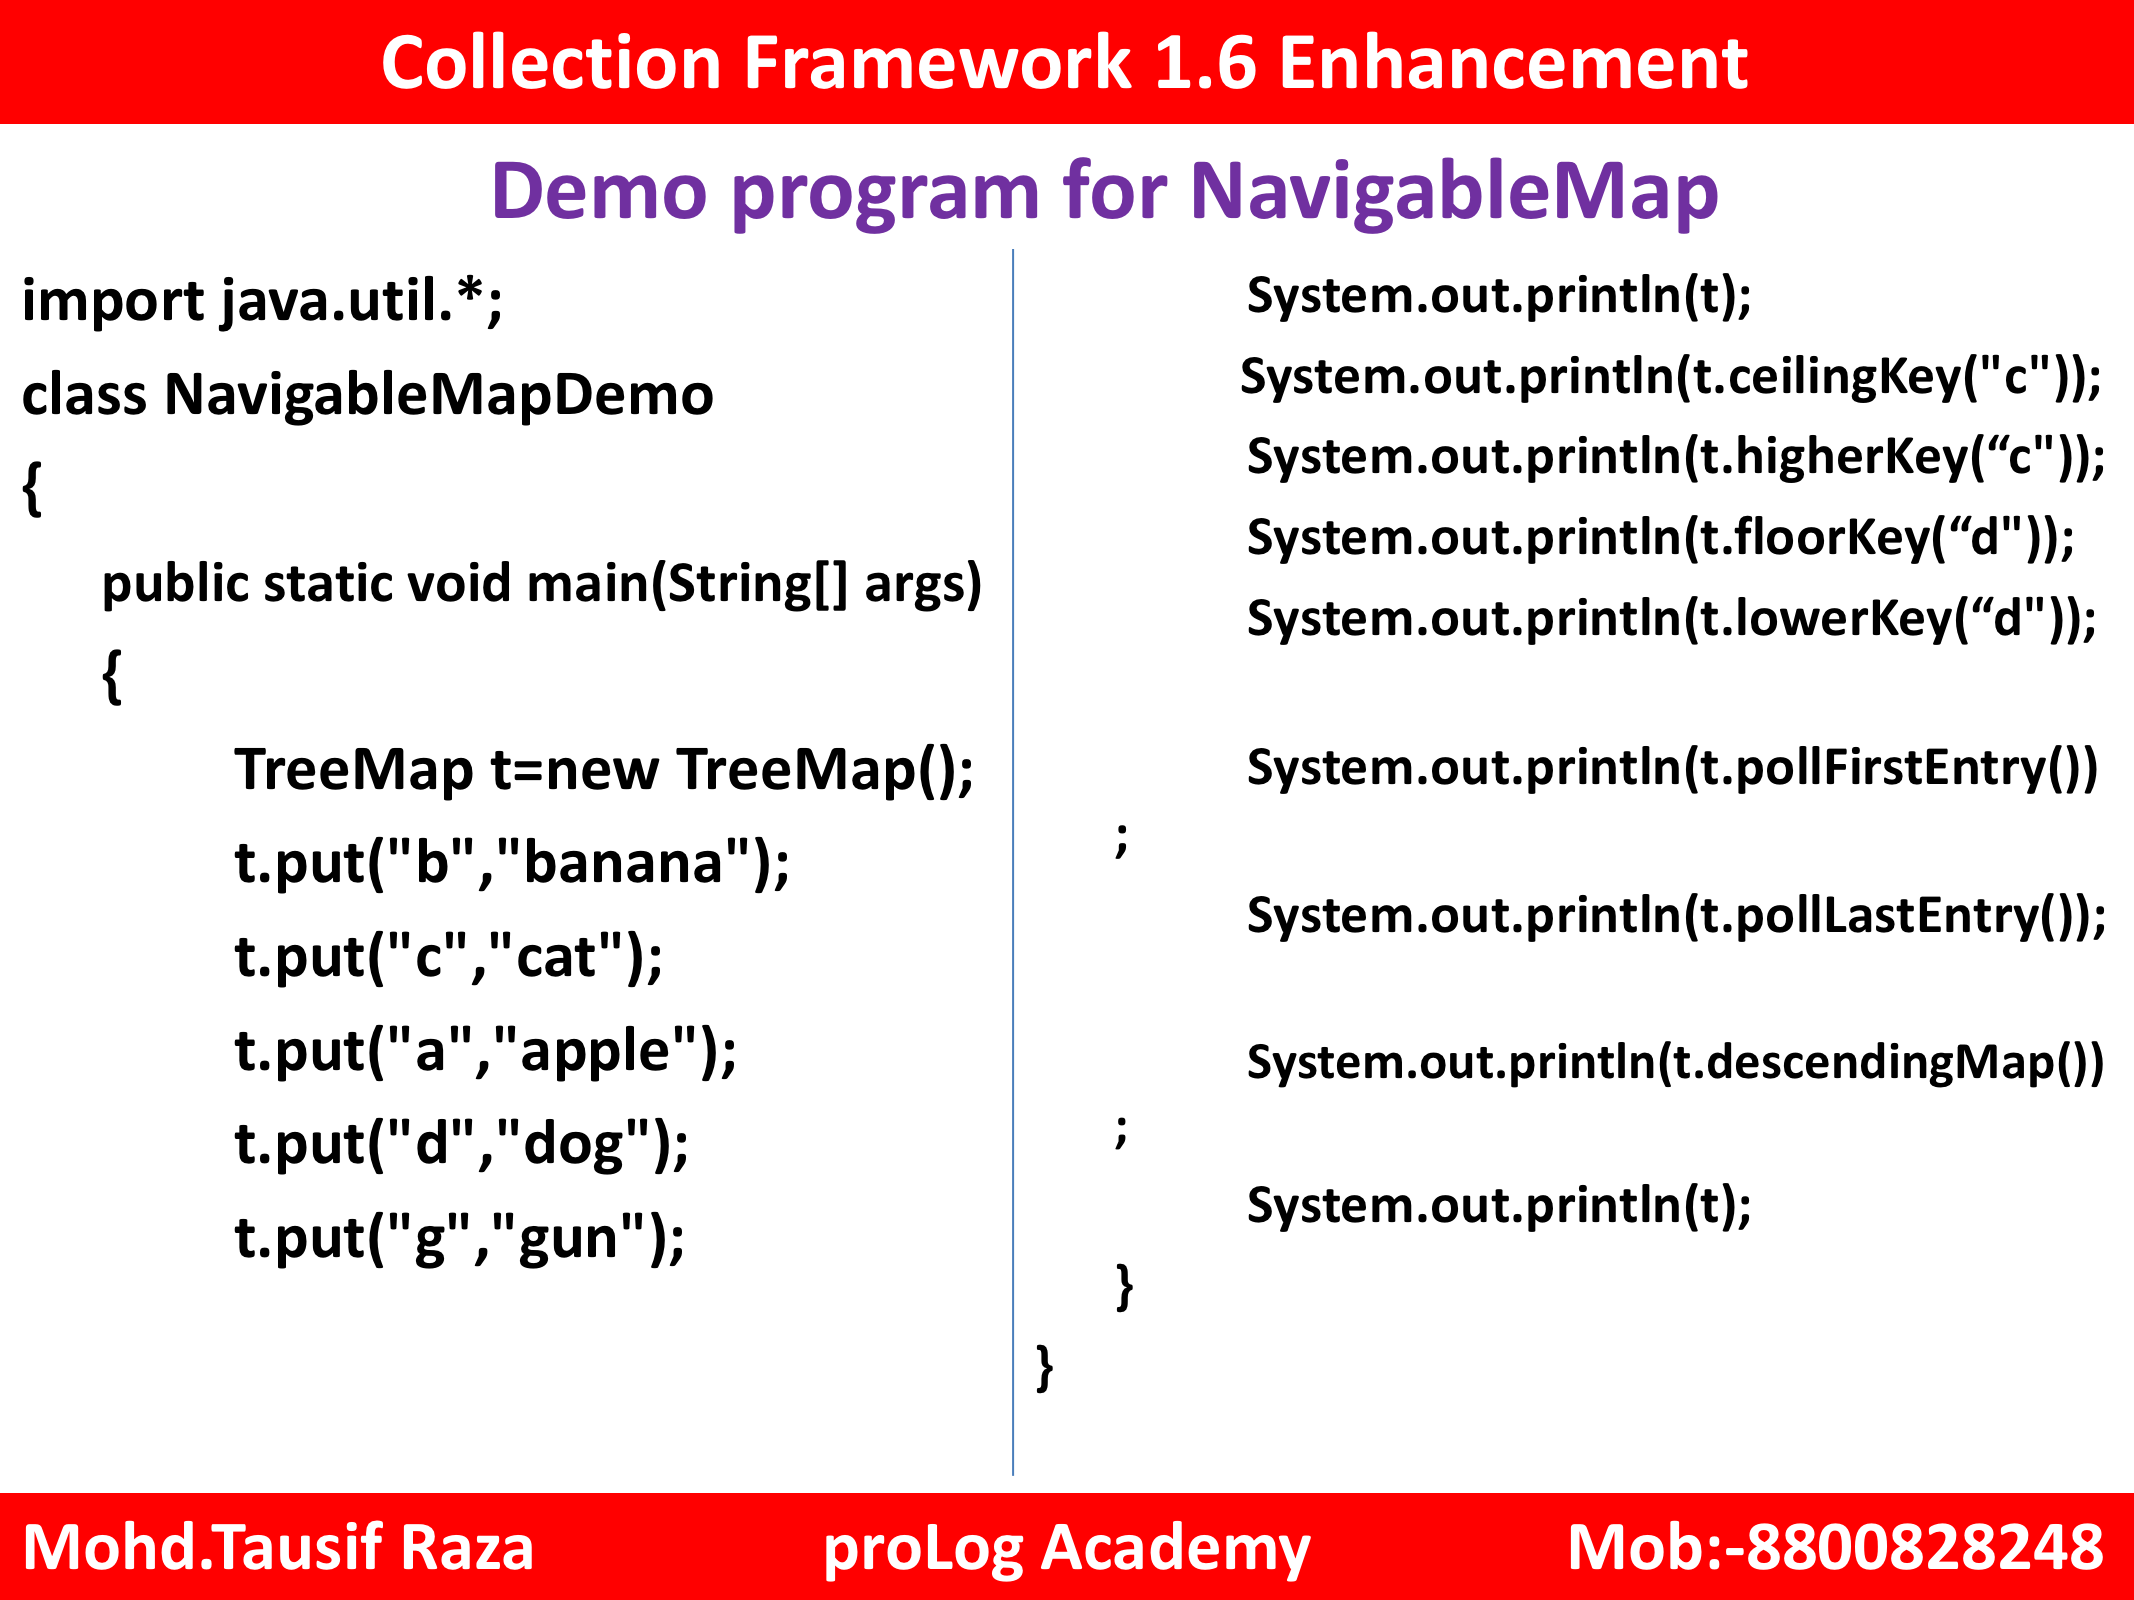 Collection Framework 1.6 Enhancement
Demo program for NavigableMap
import java.util.*;
class NavigableMapDemo
{
public static void main(String[] args)
{
TreeMap t=new TreeMap();
t.put("b","banana");
t.put("c","cat");
t.put("a","apple");
t.put("d","dog");
t.put("g","gun");
System.out.println(t);
System.out.println(t.ceilingKey("c"));
System.out.println(t.higherKey(“c"));
System.out.println(t.floorKey(“d"));
System.out.println(t.lowerKey(“d"));
System.out.println(t.pollFirstEntry())
;
System.out.println(t.pollLastEntry());
System.out.println(t.descendingMap())
;
System.out.println(t);
}
}
Mohd.Tausif Raza proLog Academy Mob:-8800828248